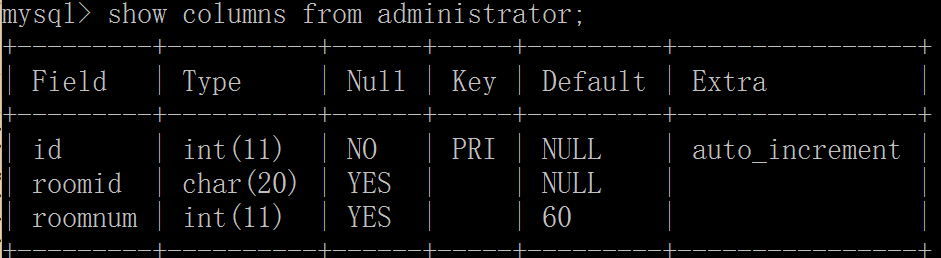 mysql> show columns from administrator;
+---------+----------+------+-----+---------+----------------+
| Field   | Type     | Null | Key | Default | Extra          |
+---------+----------+------+-----+---------+----------------+
| id      | int(11)  | NO   | PRI | NULL    | auto_increment |
| roomid  | char(20) | YES  |     | NULL    |                |
| roomnum | int(11)  | YES  |     | 60      |                |
+---------+----------+------+-----+---------+----------------+